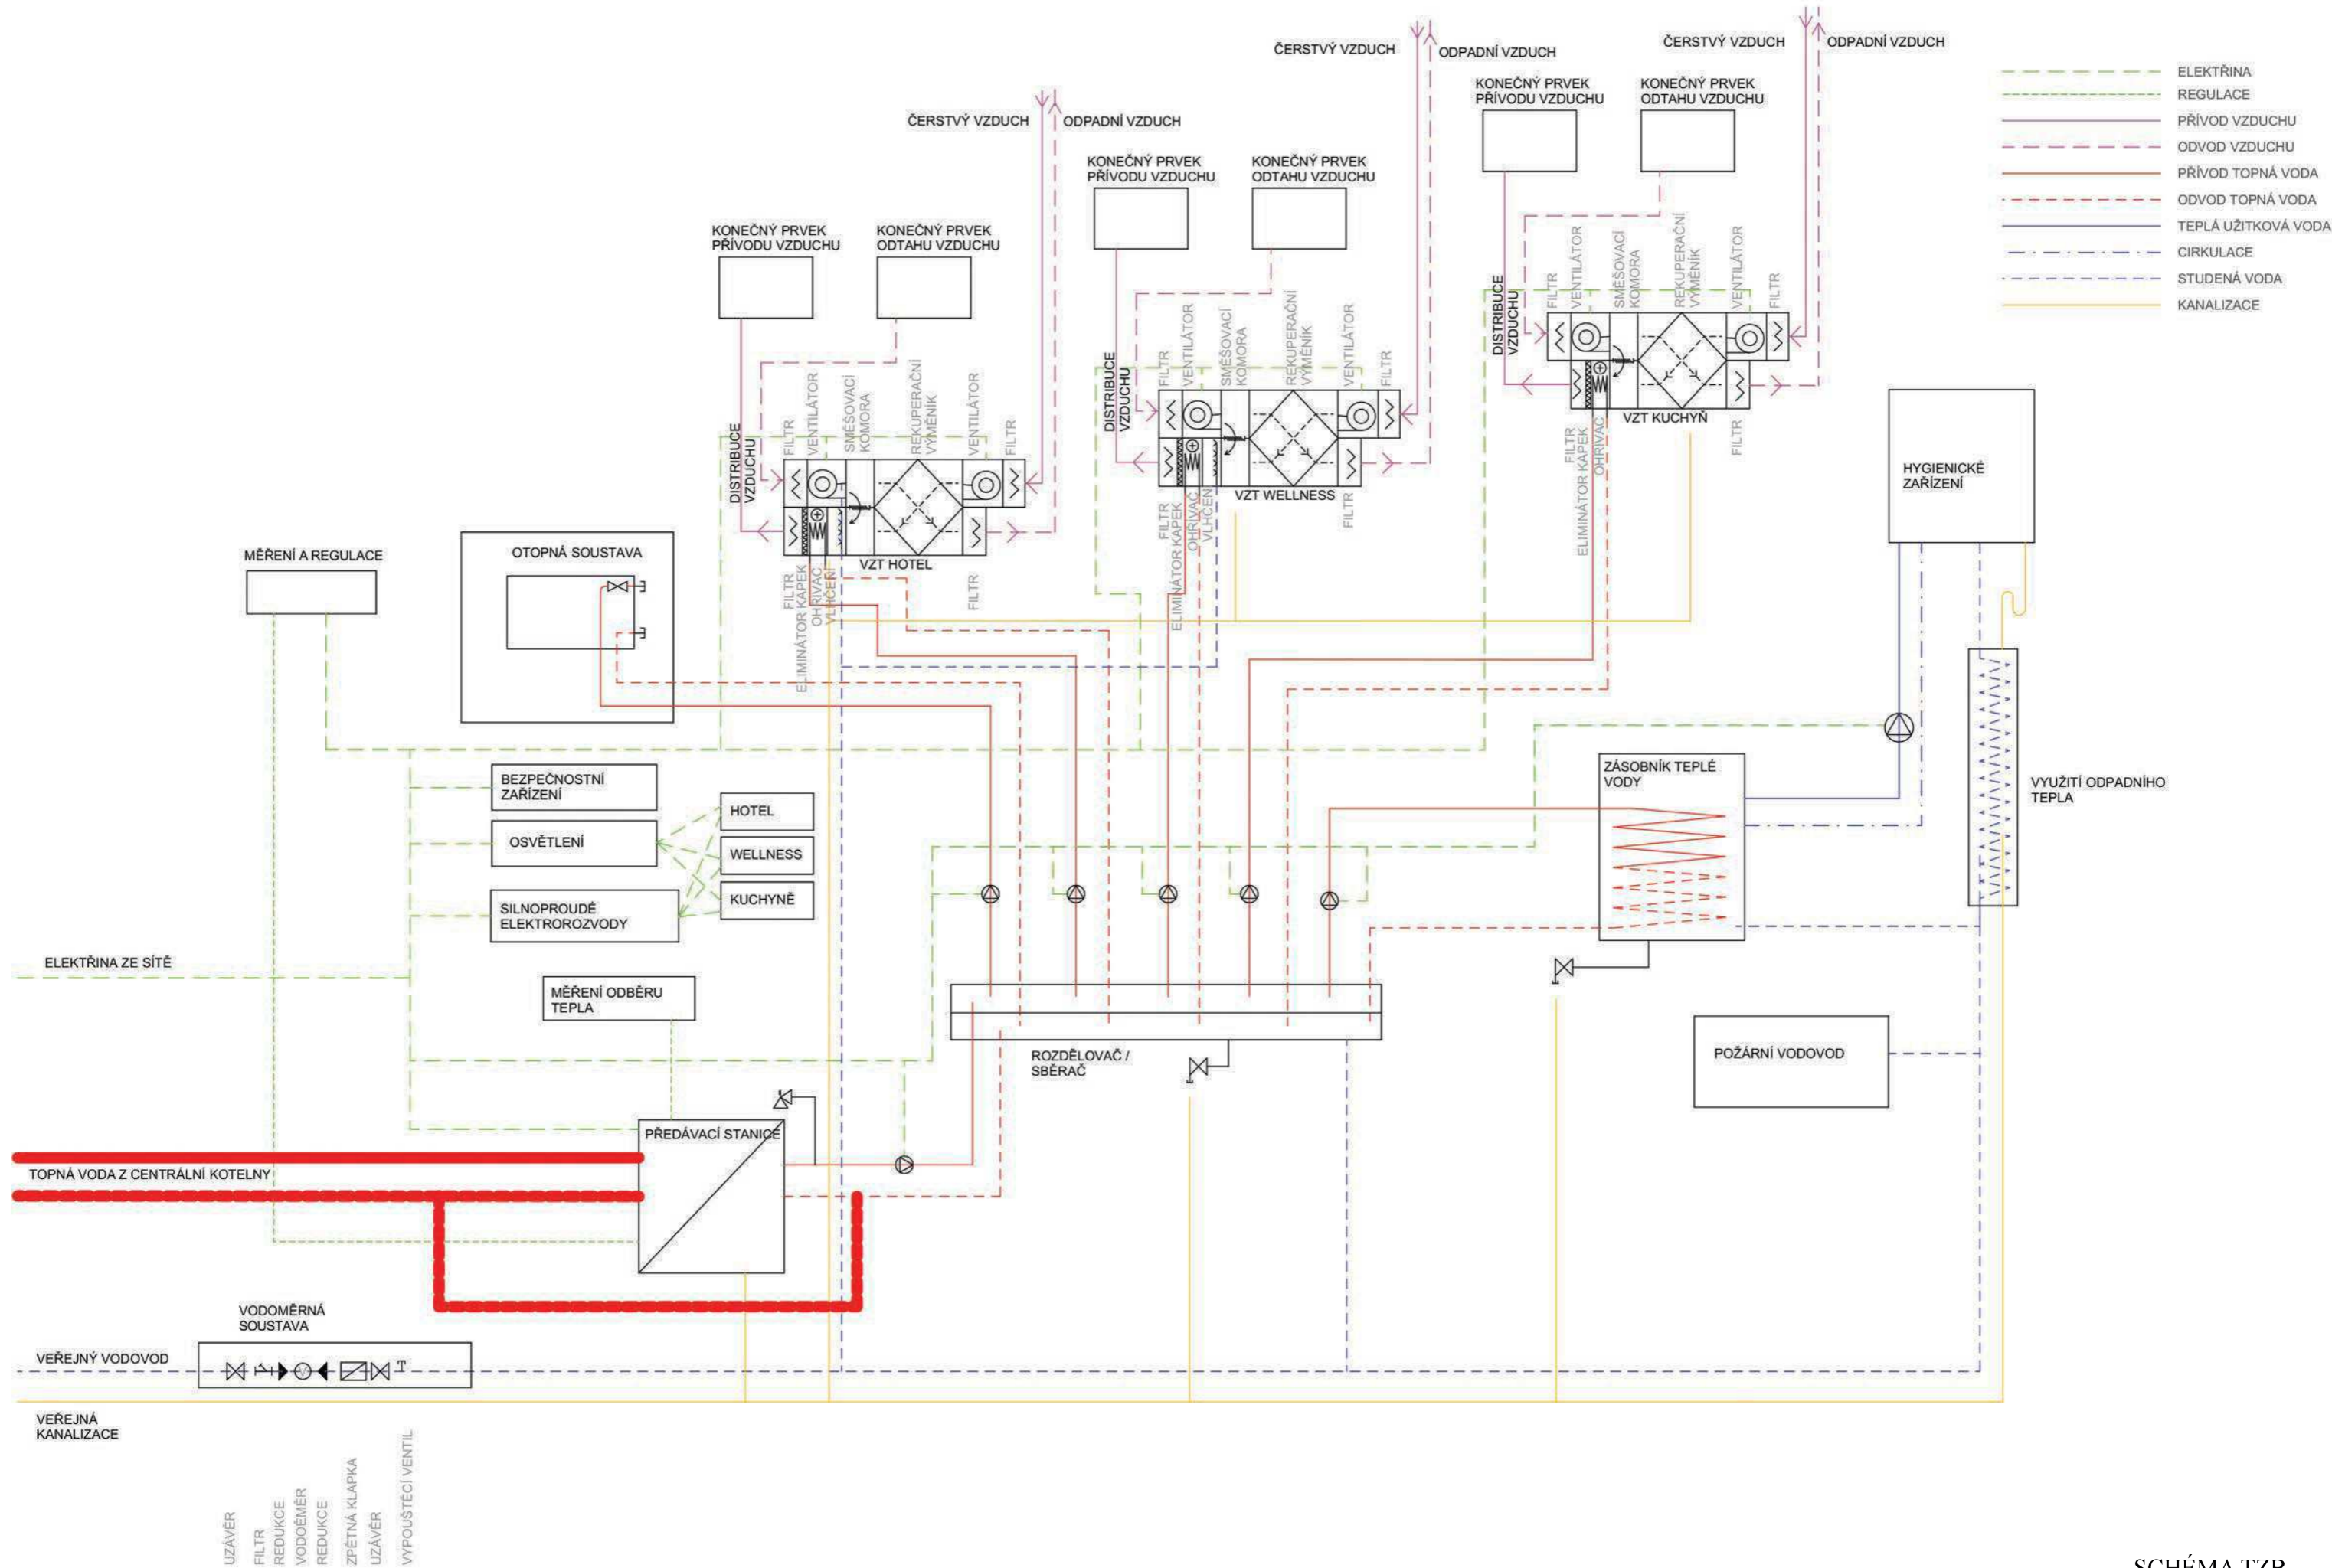 ČERSTVÝ VZDUCH
ODPADNÍ VZDUCH
KONEČNÝ PRVEK
PŘÍVODU VZDUCHU
KONEČNÝ PRVEK
ODTAHU VZDUCHU
DISTRIBUCE
VZDUCHU
FILTR
VENTILÁTOR
SMĚŠOVACÍ
KOMORA
REKUPERAČNÍ
VÝMĚNÍK
VENTILÁTOR
FILTR
VZT HOTEL
FILTR
ELIMINÁTOR KAPEK
OHŘIVAČ
VLHČENÍ
FILTR
ČERSTVÝ VZDUCH
ODPADNÍ VZDUCH
KONEČNÝ PRVEK
PŘÍVODU VZDUCHU
KONEČNÝ PRVEK
ODTAHU VZDUCHU
DISTRIBUCE
VZDUCHU
FILTR
VENTILÁTOR
SMĚŠOVACÍ
KOMORA
REKUPERAČNÍ
VÝMĚNÍK
VENTILÁTOR
FILTR
VZT WELLNESS
FILTR
ELIMINÁTOR KAPEK
OHŘIVAČ
VLHČENÍ
FILTR
ČERSTVÝ VZDUCH
ODPADNÍ VZDUCH
KONEČNÝ PRVEK
PŘÍVODU VZDUCHU
KONEČNÝ PRVEK
ODTAHU VZDUCHU
DISTRIBUCE
VZDUCHU
FILTR
VENTILÁTOR
SMĚŠOVACÍ
KOMORA
REKUPERAČNÍ
VÝMĚNÍK
VENTILÁTOR
FILTR
VZT KUCHYŇ
FILTR
ELIMINÁTOR KAPEK
OHŘIVAČ
FILTR
ELEKTŘINA
REGULACE
PŘÍVOD VZDUCHU
ODVOD VZDUCHU
PŘÍVOD TOPNÁ VODA
ODVOD TOPNÁ VODA
TEPLÁ UŽITKOVÁ VODA
CIRKULACE
STUDENÁ VODA
KANALIZACE
HYGIENICKÉ
ZAŘÍZENÍ
MĚŘENÍ A REGULACE
OTOPNÁ SOUSTAVA
BEZPEČNOSTNÍ
ZAŘÍZENÍ
OSVĚTLENÍ
SILNOPROUDÉ
ELEKTROROZVODY
HOTEL
WELLNESS
KUCHYNĚ
ZÁSOBNÍK TEPLÉ
VODY
VYUŽITÍ ODPADNÍHO
TEPLA
ELEKTŘINA ZE SÍTĚ
MĚŘENÍ ODBĚRU
TEPLA
ROZDĚLOVAČ /
SBĚRAČ
POŽÁRNÍ VODOVOD
PŘEDÁVACÍ STANICE
TOPNÁ VODA Z CENTRÁLNÍ KOTELNY
VODOMĚRNÁ
SOUSTAVA
VEŘEJNÝ VODOVOD
VEŘEJNÁ
KANALIZACE
UZÁVĚR
FILTR
REDUKCE
VODOĚMĚR
REDUKCE
ZPĚTNÁ KLAPKA
UZÁVĚR
VYPOUŠTĚCÍ VENTIL
SCHÉMA TZB